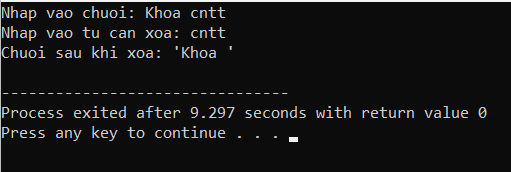 Nhap vao chuoi: Khoa cntt
Nhap vao tu can xoa: cntt
Chuoi sau khi xoa: 'Khoa '
--------------------------------
Process exited after 9.297 seconds with return value 0
Press any key to continue . . .